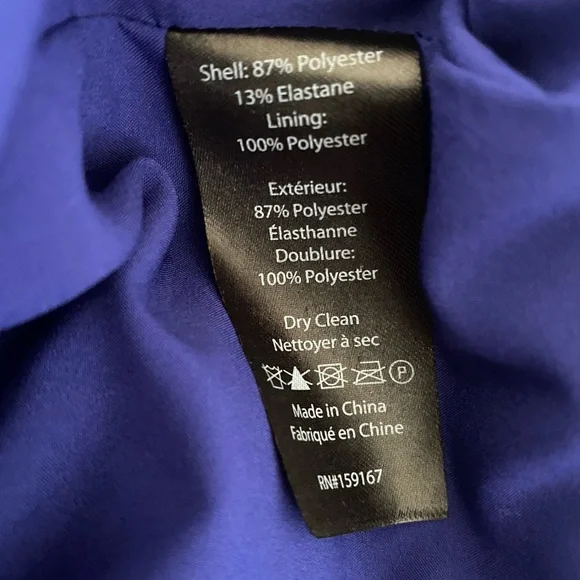 Shell: 87% Polyester
13% Elastane
Lining:
100% Polyester
Extérieur:
87% Polyester
Élasthanne
Doublure:
100% Polyester
Dry Clean
Nettoyer à sec
P
Made in China
Fabriqué en Chine
RN#159167